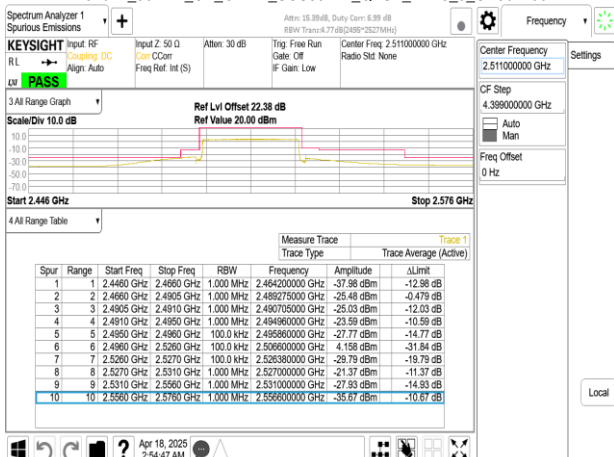 Spectrum Analyzer 1
Spurious Emissions
Attn: 15.39dB, Duty Corr: 6.99 dB
RBW Trans:4.77dB(2495~2527MHz)
Frequency
KEYSIGHT
Input: RF
Input Z: 50 Ω
Atten: 30 dB
Trig: Free Run
Center Freq: 2.511000000 GHz
RL
Coupling: DC
Corr CCorr
Gate: Off
Radio Std: None
Align: Auto
Freq Ref: Int (S)
IF Gain: Low
LXI
PASS
Center Frequency
2.511000000 GHz
Settings
CF Step
4.399000000 GHz
Auto
Man
Freq Offset
0 Hz
3 All Range Graph
Ref Lvl Offset 22.38 dB
Scale/Div 10.0 dB
Ref Value 20.00 dBm
10.0
-10.0
-30.0
-50.0
-70.0
Start 2.446 GHz
Stop 2.576 GHz
4 All Range Table
Measure Trace
Trace 1
Trace Type
Trace Average (Active)
Spur Range Start Freq Stop Freq RBW Frequency Amplitude ΔLimit
1 1 2.4460 GHz 2.4660 GHz 1.000 MHz 2.464200000 GHz -37.98 dBm -12.98 dB
2 2 2.4660 GHz 2.4905 GHz 1.000 MHz 2.489275000 GHz -25.48 dBm -0.479 dB
3 3 2.4905 GHz 2.4910 GHz 1.000 MHz 2.490705000 GHz -25.03 dBm -12.03 dB
4 4 2.4910 GHz 2.4950 GHz 1.000 MHz 2.494960000 GHz -23.59 dBm -10.59 dB
5 5 2.4950 GHz 2.4960 GHz 100.0 kHz 2.495860000 GHz -27.77 dBm -14.77 dB
6 6 2.4960 GHz 2.5260 GHz 100.0 kHz 2.506600000 GHz 4.158 dBm -31.84 dB
7 7 2.5260 GHz 2.5270 GHz 100.0 kHz 2.526380000 GHz -29.79 dBm -19.79 dB
8 8 2.5270 GHz 2.5310 GHz 1.000 MHz 2.527000000 GHz -21.37 dBm -11.37 dB
9 9 2.5310 GHz 2.5560 GHz 1.000 MHz 2.531000000 GHz -27.93 dBm -14.93 dB
10 10 2.5560 GHz 2.5760 GHz 1.000 MHz 2.556600000 GHz -35.67 dBm -10.67 dB
Local
Apr 18, 2025
2:54:47 AM